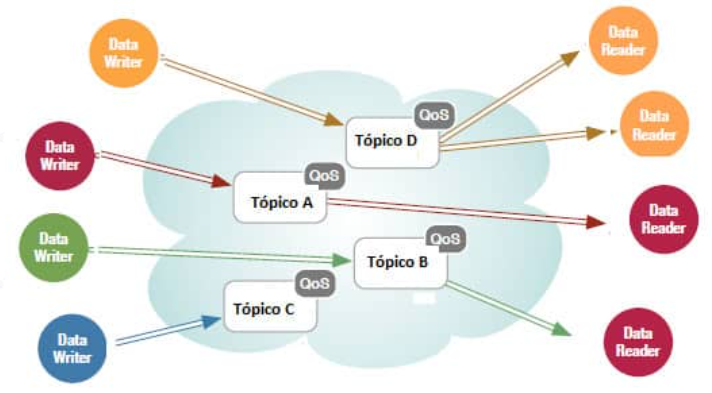 Data
Writer
Data
Reader
QoS
Tópico D
Data
Reader
Data
Writer
QoS
Tópico A
Data
Reader
Data
Writer
QoS
Tópico B
QoS
Tópico C
Data
Writer
Data
Reader